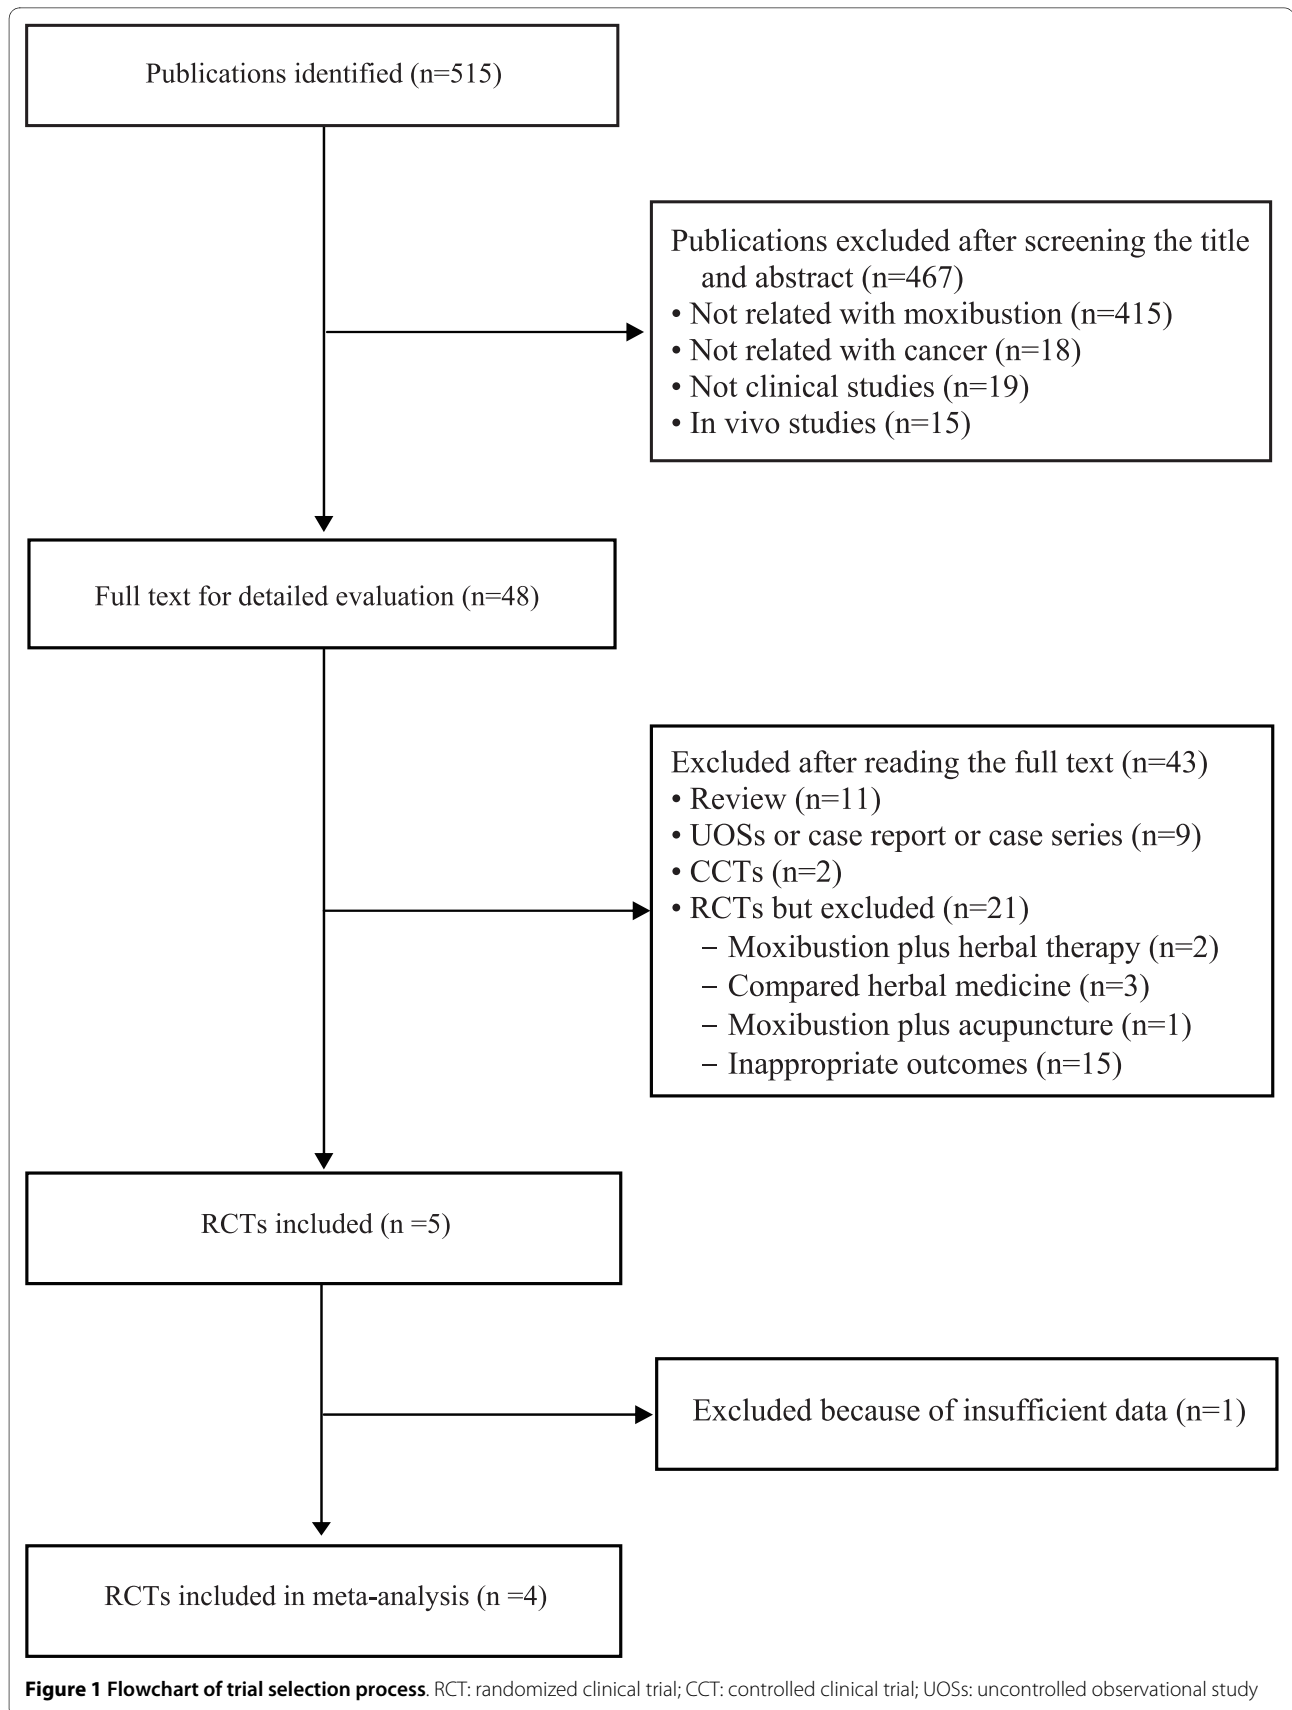 Publications identified (n=515)
Publications excluded after screening the title
and abstract (n=467)
• Not related with moxibustion (n=415)
• Not related with cancer (n=18)
• Not clinical studies (n=19)
• In vivo studies (n=15)
Full text for detailed evaluation (n=48)
Excluded after reading the full text (n=43)
• Review (n=11)
• UOSs or case report or case series (n=9)
• CCTs (n=2)
• RCTs but excluded (n=21)
– Moxibustion plus herbal therapy (n=2)
– Compared herbal medicine (n=3)
– Moxibustion plus acupuncture (n=1)
– Inappropriate outcomes (n=15)
RCTs included (n =5)
Excluded because of insufficient data (n=1)
RCTs included in meta-analysis (n =4)
Figure 1 Flowchart of trial selection process. RCT: randomized clinical trial; CCT: controlled clinical trial; UOSs: uncontrolled observational study